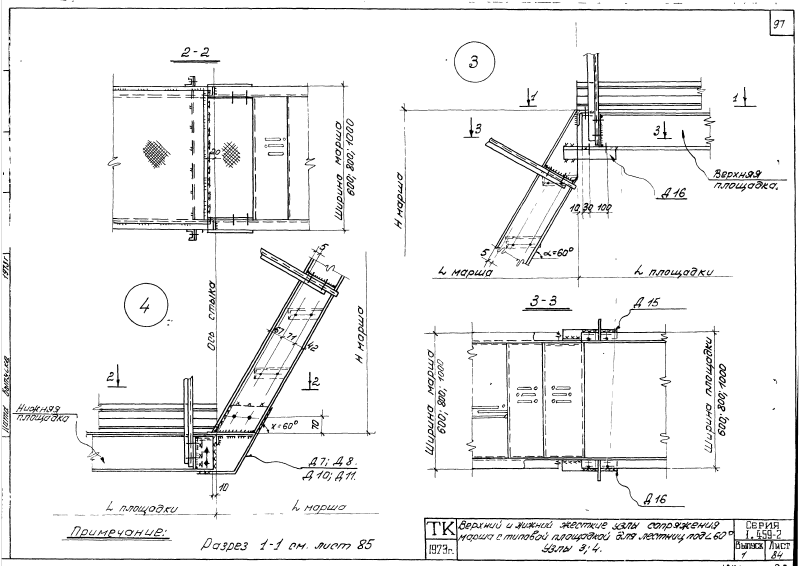 97
2-2
20
Ширина марша
600; 800; 1000
2
3
1
1
3
3
Н марша
Д 16
Верхняя
площадка.
10 30 100
5
α=60°
L марша
L площадки
4
Ось стыка
5
67 71
42
Н марша
2
2
Нижняя
площадка
α=60°
70
Д 7; Д 8.
Д 10; Д 11.
10
L площадки
L марша
3-3
Д 15
Ширина марша
600; 800; 1000
Ширина площадки
600; 800; 1000
Д 16
Примечание:
Разрез 1-1 см. лист 85
ТК
1973г.
Верхний и нижний жесткие узлы сопряжения
марша с типовой площадкой для лестниц под ∠60°
Узлы 3; 4.
Серия
1.459-2
Выпуск
1
Лист
84